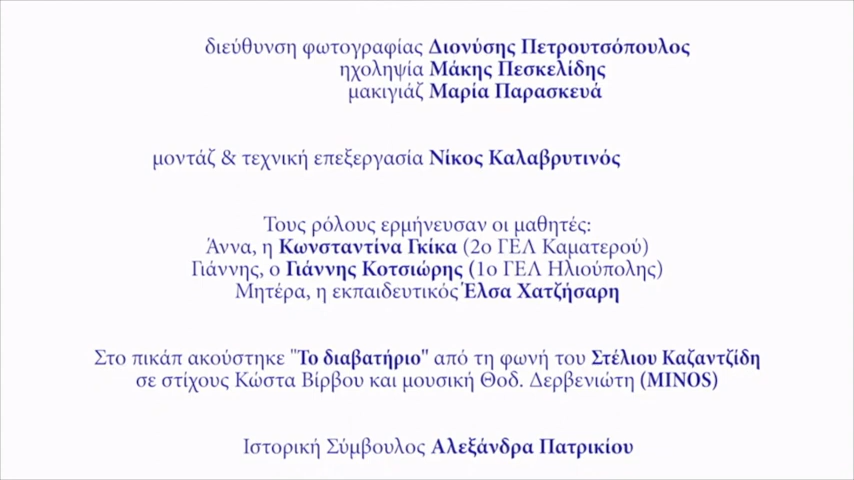 διεύθυνση φωτογραφίας Διονύσης Πετρουτσόπουλος
ηχοληψία Μάκης Πεσκελίδης
μακιγιάζ Μαρία Παρασκευά
μοντάζ & τεχνική επεξεργασία Νίκος Καλαβρυτινός
Τους ρόλους ερμήνευσαν οι μαθητές:
Άννα, η Κωνσταντίνα Γκίκα (2ο ΓΕΛ Καματερού)
Γιάννης, ο Γιάννης Κοτσιώρης (1ο ΓΕΛ Ηλιούπολης)
Μητέρα, η εκπαιδευτικός Έλσα Χατζήσαρη
Στο πικάπ ακούστηκε "Το διαβατήριο" από τη φωνή του Στέλιου Καζαντζίδη
σε στίχους Κώστα Βίρβου και μουσική Θοδ. Δερβενιώτη (MINOS)
Ιστορική Σύμβουλος Αλεξάνδρα Πατρικίου